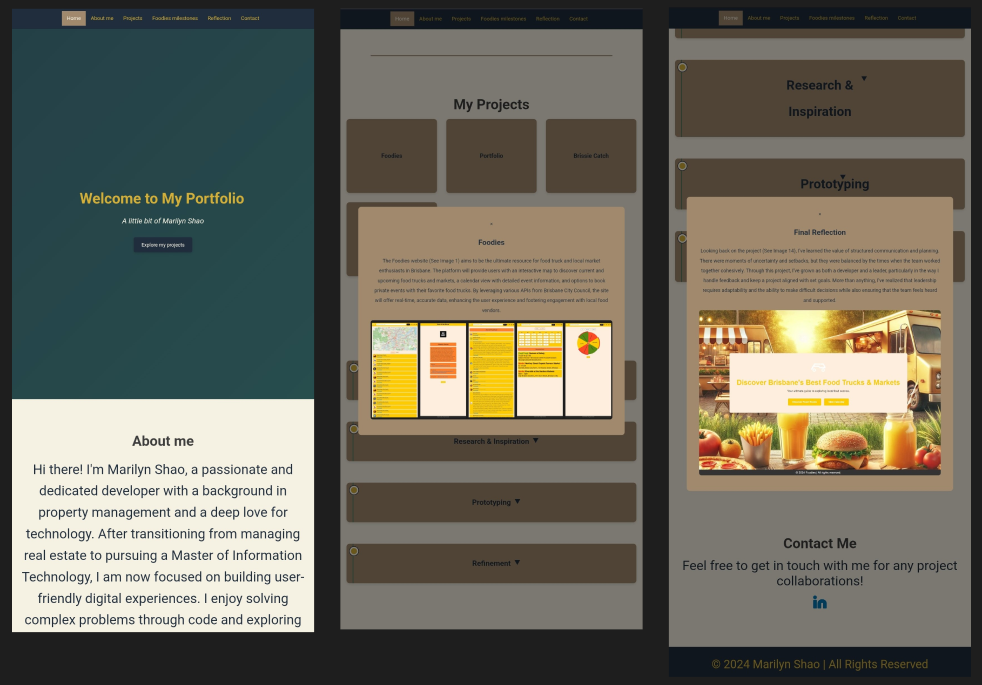 Home About me Projects Foodies milestones Reflection Contact
Welcome to My Portfolio
A little bit of Marilyn Shao
Explore my projects
About me
Hi there! I'm Marilyn Shao, a passionate and
dedicated developer with a background in
property management and a deep love for
technology. After transitioning from managing
real estate to pursuing a Master of Information
Technology, I am now focused on building user-
friendly digital experiences. I enjoy solving
complex problems through code and exploring
Home About me Projects Foodies milestones Reflection Contact
My Projects
Foodies Portfolio Brissie Catch
Foodies
The Foodies website (See Image 1) aims to be the ultimate resource for food truck and local market
enthusiasts in Brisbane. The platform will provide users with an interactive map to discover current and
upcoming food trucks and markets, a calendar view with detailed event information, and options to book
private events with their favorite food trucks. By leveraging various APIs from Brisbane City Council, the site
will offer real-time, accurate data, enhancing the user experience and fostering engagement with local food
vendors.
Research & Inspiration ▼
Prototyping ▼
Refinement ▼
Home About me Projects Foodies milestones Reflection Contact
Research & ▼
Inspiration
Prototyping
Final Reflection
Looking back on the project (See Image 14), I've learned the value of structured communication and planning.
There were moments of uncertainty and setbacks, but they were balanced by the times when the team worked
together cohesively. Through this project, I've grown as both a developer and a leader, particularly in the way I
handle feedback and keep a project aligned with set goals. More than anything, I've realized that leadership
requires adaptability and the ability to make difficult decisions while also ensuring that the team feels heard
and supported.
Discover Brisbane's Best Food Trucks & Markets
Contact Me
Feel free to get in touch with me for any project
collaborations!
in
© 2024 Marilyn Shao | All Rights Reserved